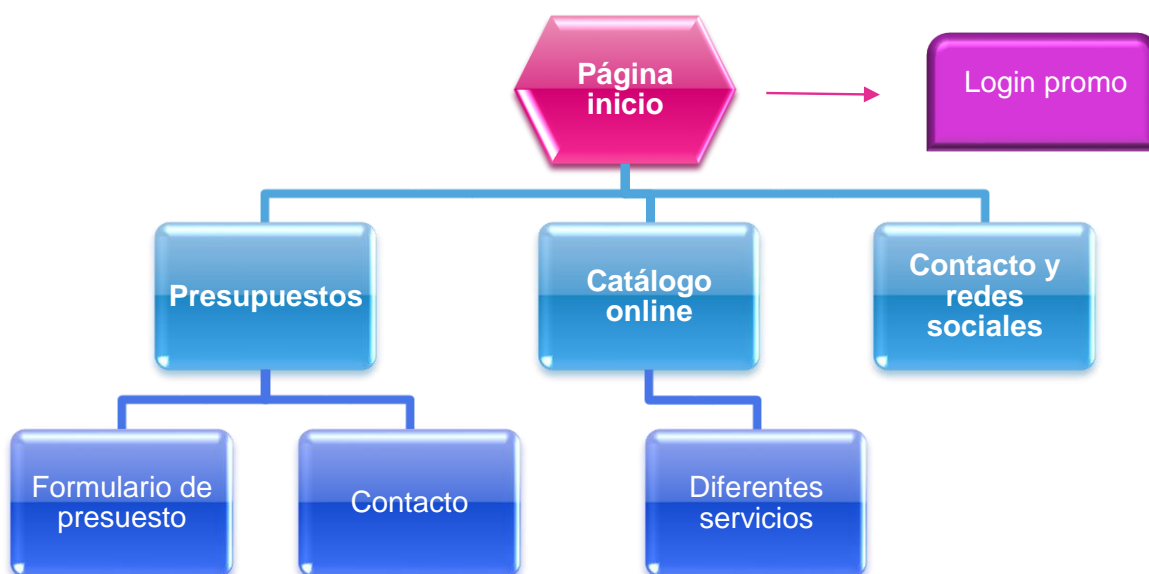 Página
inicio
Login promo
Presupuestos
Catálogo
online
Contacto y
redes
sociales
Formulario de
presuesto
Contacto
Diferentes
servicios